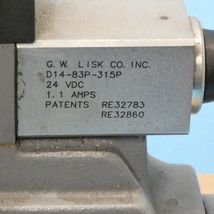 G.W. LISK CO. INC.
D14-83P-315P
24 VDC
1.1 AMPS
PATENTS RE32783
RE32860